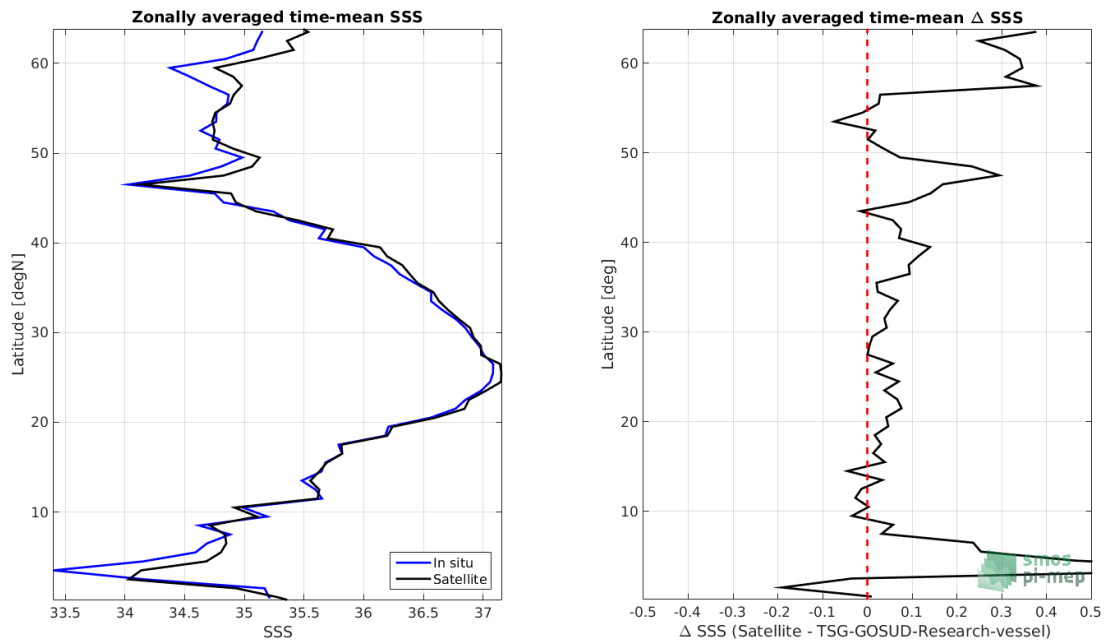 Zonally averaged time-mean SSS
60
50
40
30
20
10
Latitude [degN]
33.5 34 34.5 35 35.5 36 36.5 37
SSS
In situ
Satellite
Zonally averaged time-mean Δ SSS
60
50
40
30
20
10
Latitude [deg]
-0.5 -0.4 -0.3 -0.2 -0.1 0 0.1 0.2 0.3 0.4 0.5
Δ SSS (Satellite - TSG-GOSUD-Research-vessel)
smos
pi-mep